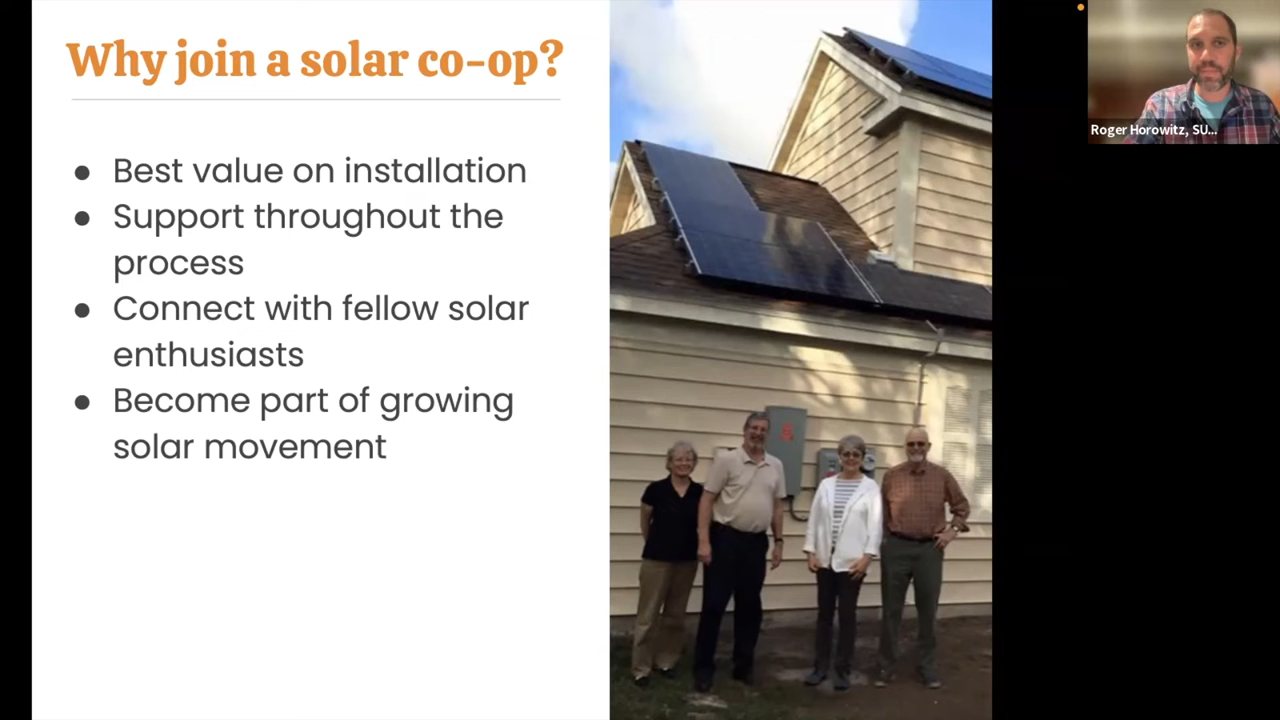 Why join a solar co-op?
● Best value on installation
● Support throughout the
process
● Connect with fellow solar
enthusiasts
● Become part of growing
solar movement
Roger Horowitz, SU...